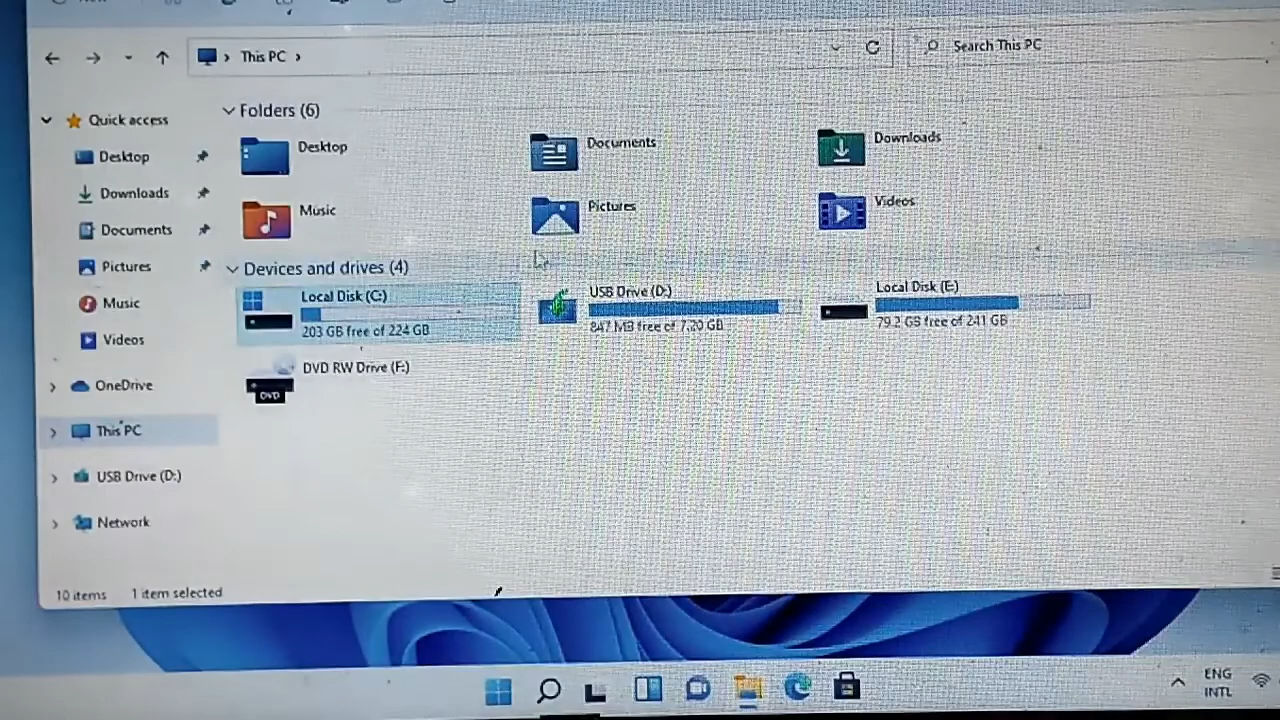 This PC
Search This PC
Quick access
Desktop
Downloads
Documents
Pictures
Music
Videos
OneDrive
This PC
USB Drive (D:)
Network
Folders (6)
Desktop
Documents
Downloads
Music
Pictures
Videos
Devices and drives (4)
Local Disk (C:)
203 GB free of 224 GB
USB Drive (D:)
847 MB free of 7.20 GB
Local Disk (E:)
79.2 GB free of 241 GB
DVD RW Drive (F:)
DVD
10 items
1 item selected
ENG
INTL